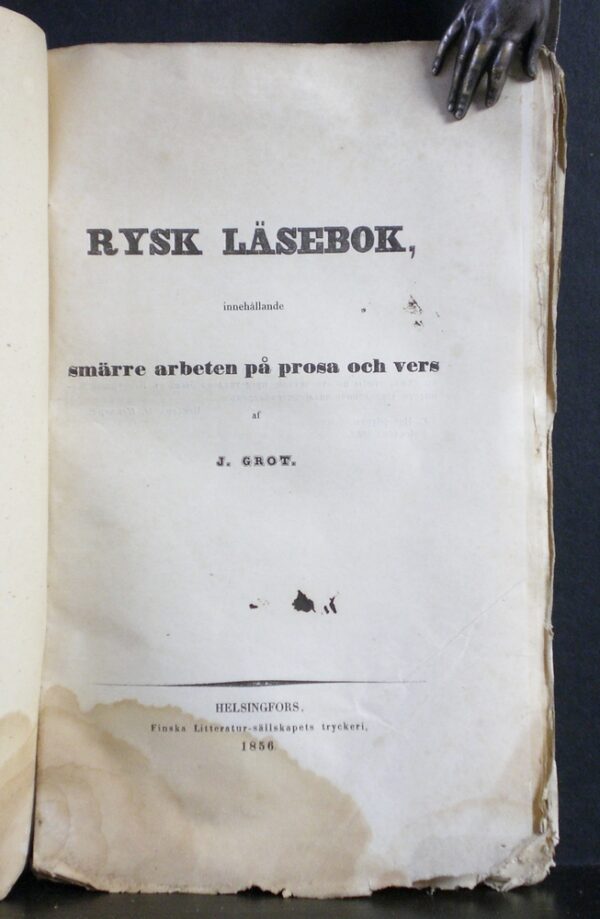 RYSK LÄSEBOK,
innehållande
smärre arbeten på prosa och vers
af
J. GROT.
HELSINGFORS,
Finska Litteratur-sällskapets tryckeri,
1856